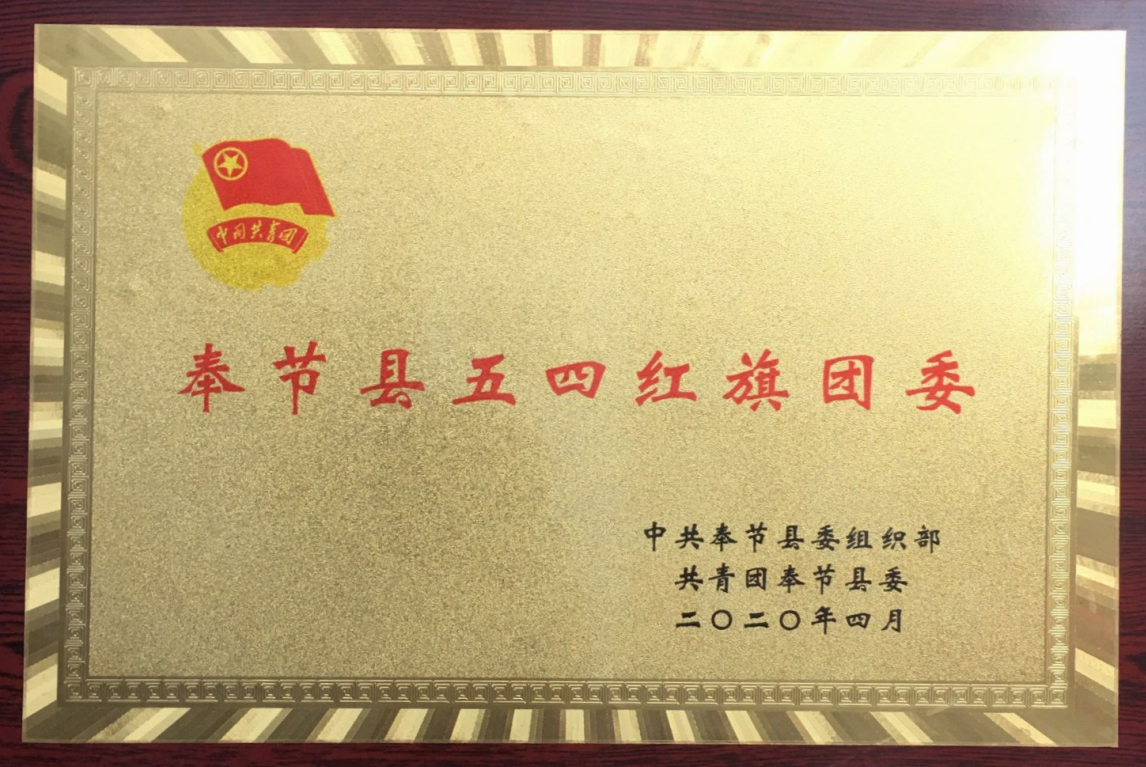 中国共青团
奉节县五四红旗团委
中共奉节县委组织部
共青团奉节县委
二〇二〇年四月